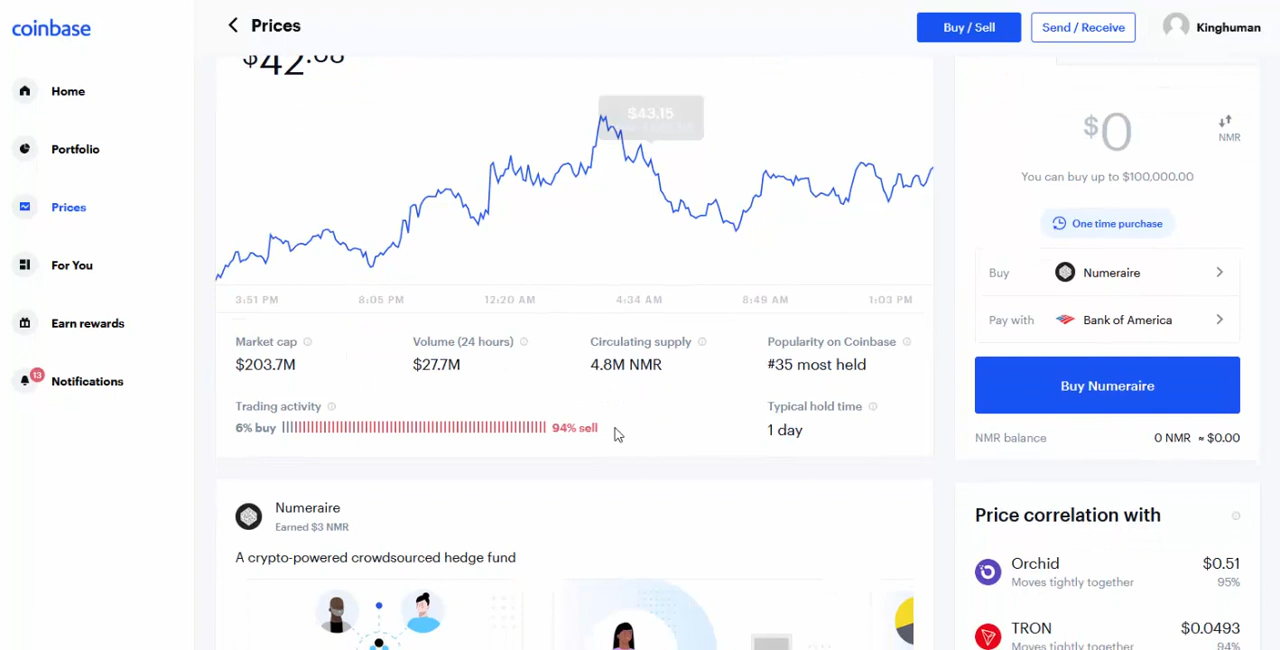 coinbase
Prices
Buy / Sell
Send / Receive
Kinghuman
Home
Portfolio
Prices
For You
Earn rewards
13
Notifications
$43.15
3:51 PM 8:05 PM 12:20 AM 4:34 AM 8:49 AM 1:03 PM
Market cap
$203.7M
Volume (24 hours)
$27.7M
Circulating supply
4.8M NMR
Popularity on Coinbase
#35 most held
Trading activity
6% buy 94% sell
Typical hold time
1 day
Numeraire
Earned $3 NMR
A crypto-powered crowdsourced hedge fund
$0
NMR
You can buy up to $100,000.00
One time purchase
Buy Numeraire
Pay with Bank of America
Buy Numeraire
NMR balance 0 NMR ≈ $0.00
Price correlation with
Orchid $0.51
Moves tightly together 95%
TRON $0.0493
Moves tightly together 94%